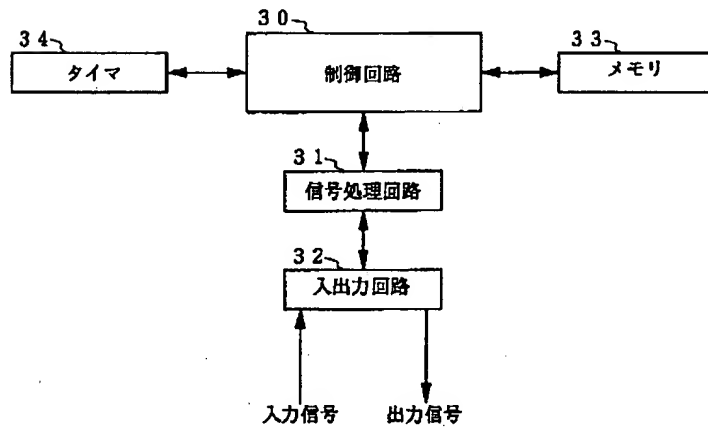 34
タイマ
30
制御回路
33
メモリ
31
信号処理回路
32
入出力回路
入力信号
出力信号